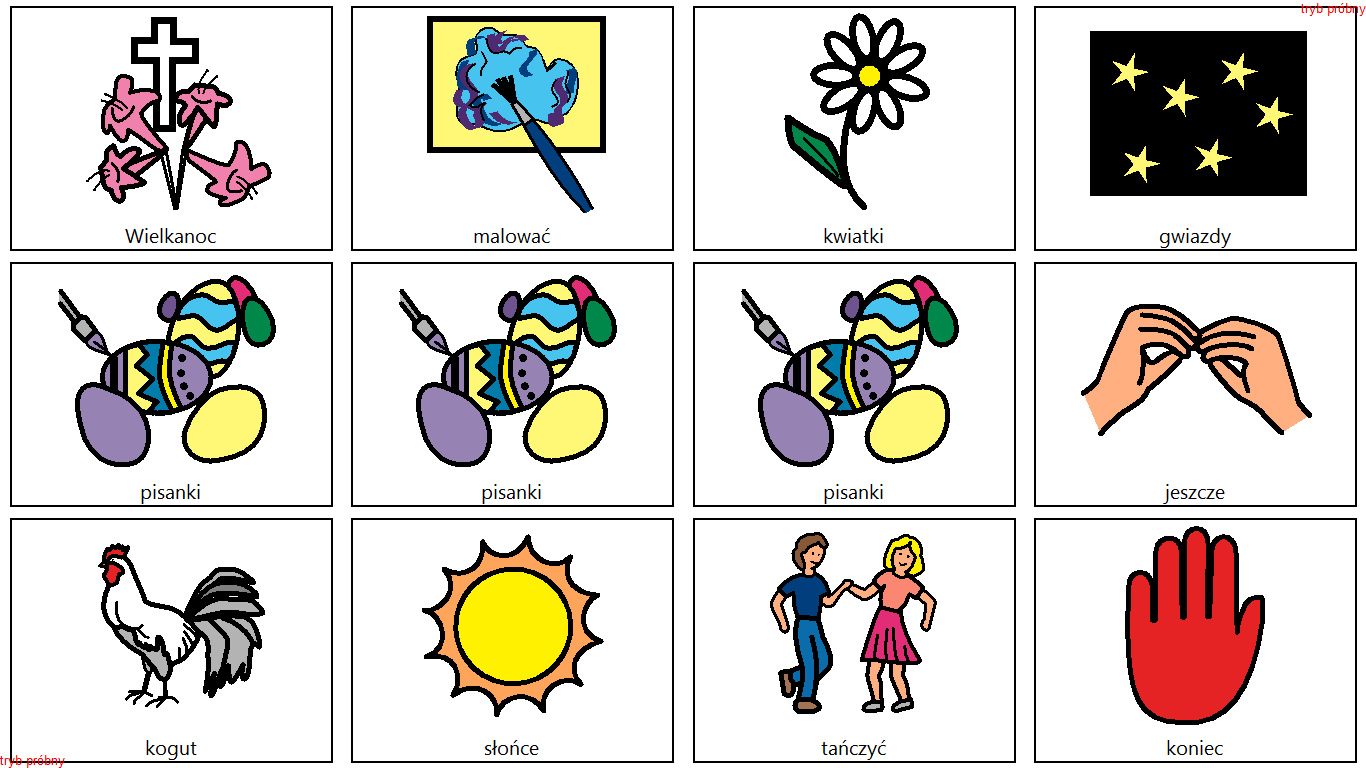 tryb próbny
Wielkanoc
malować
kwiatki
gwiazdy
pisanki
pisanki
pisanki
jeszcze
kogut
słońce
tańczyć
koniec
tryb próbny